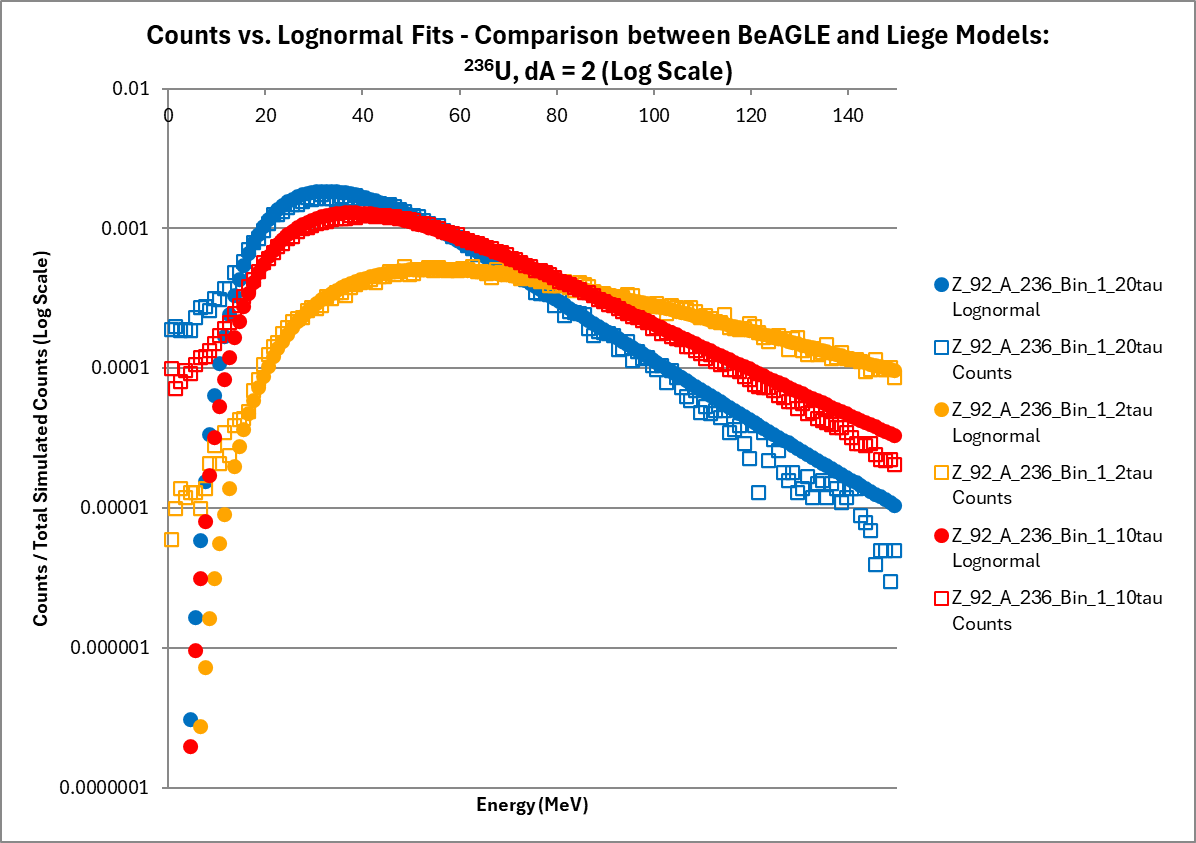 Counts vs. Lognormal Fits - Comparison between BeAGLE and Liege Models:
²³⁶U, dA = 2 (Log Scale)
0.01
0 20 40 60 80 100 120 140
0.001
0.0001
0.00001
0.000001
0.0000001
Counts / Total Simulated Counts (Log Scale)
Energy (MeV)
Z_92_A_236_Bin_1_20tau
Lognormal
Z_92_A_236_Bin_1_20tau
Counts
Z_92_A_236_Bin_1_2tau
Lognormal
Z_92_A_236_Bin_1_2tau
Counts
Z_92_A_236_Bin_1_10tau
Lognormal
Z_92_A_236_Bin_1_10tau
Counts